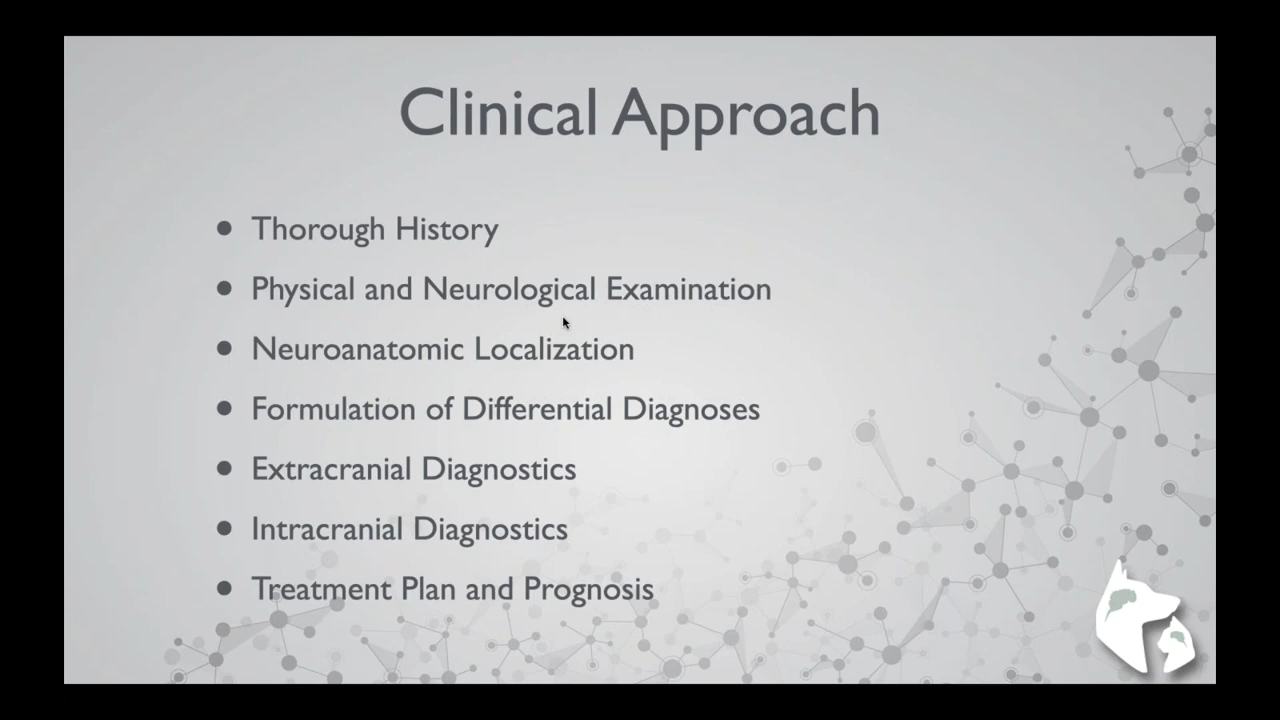 Clinical Approach
• Thorough History
• Physical and Neurological Examination
• Neuroanatomic Localization
• Formulation of Differential Diagnoses
• Extracranial Diagnostics
• Intracranial Diagnostics
• Treatment Plan and Prognosis